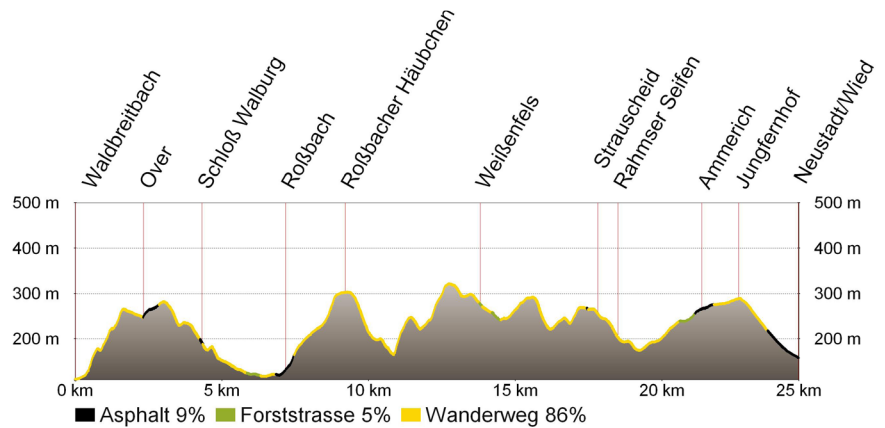 Waldbreitbach
Over
Schloß Walburg
Roßbach
Roßbacher Häubchen
Weißenfels
Strauscheid
Rahmser Seifen
Ammerich
Jungfernhof
Neustadt/Wied
500 m 500 m
400 m 400 m
300 m 300 m
200 m 200 m
0 km 5 km 10 km 15 km 20 km 25 km
Asphalt 9% Forststrasse 5% Wanderweg 86%